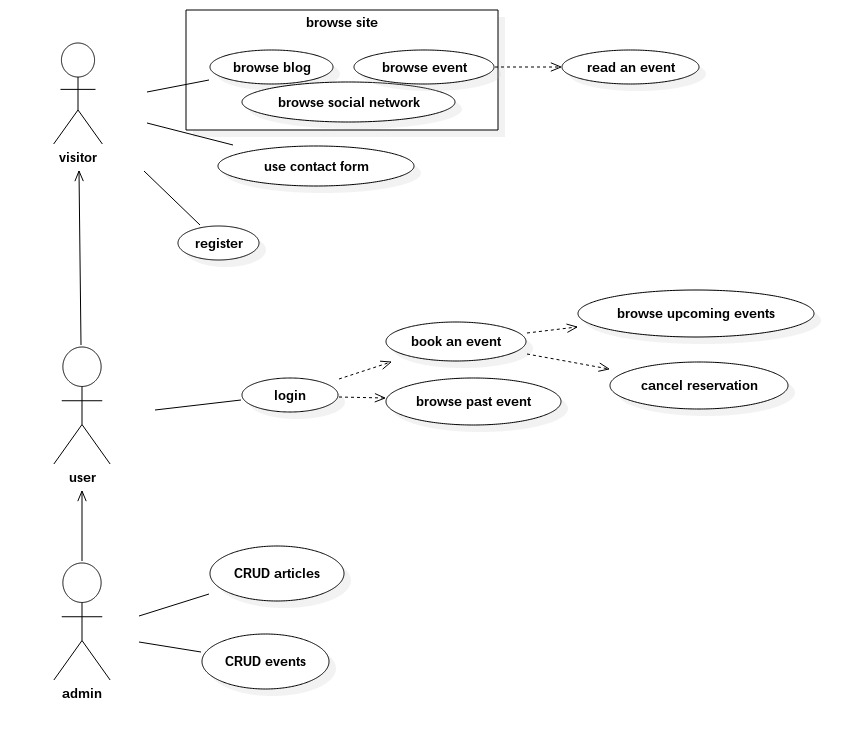 browse site
browse blog
browse event
read an event
browse social network
visitor
use contact form
register
browse upcoming events
book an event
cancel reservation
login
browse past event
user
CRUD articles
CRUD events
admin